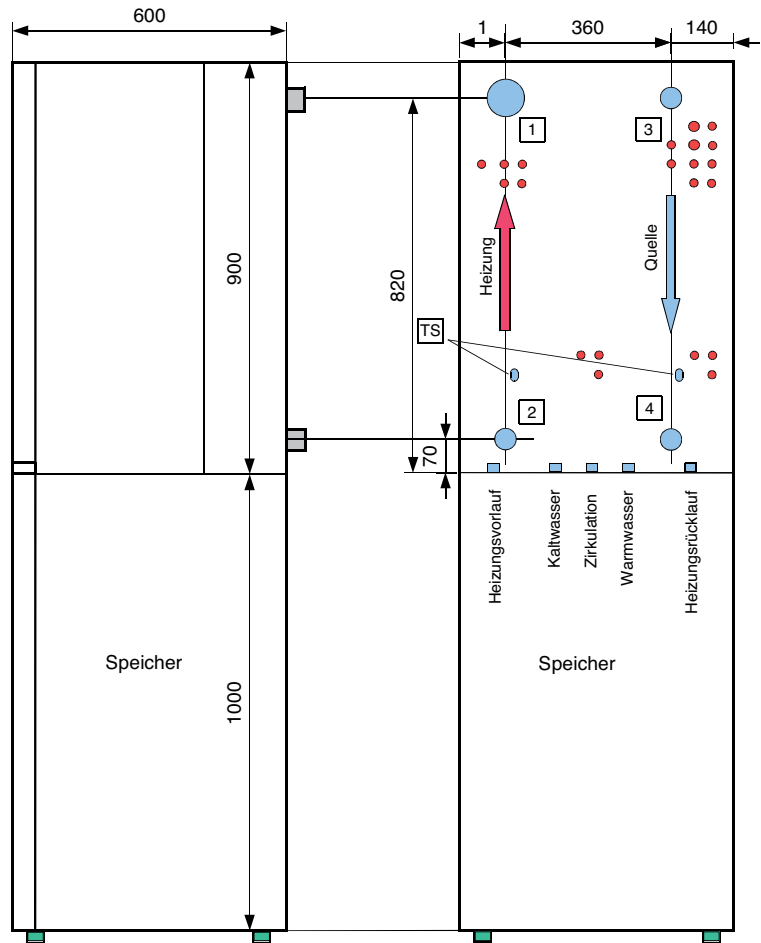 600
1
360
140
1
3
900
820
Heizung
Quelle
TS
2
4
70
Heizungsvorlauf
Kaltwasser
Zirkulation
Warmwasser
Heizungsrücklauf
Speicher
Speicher
1000